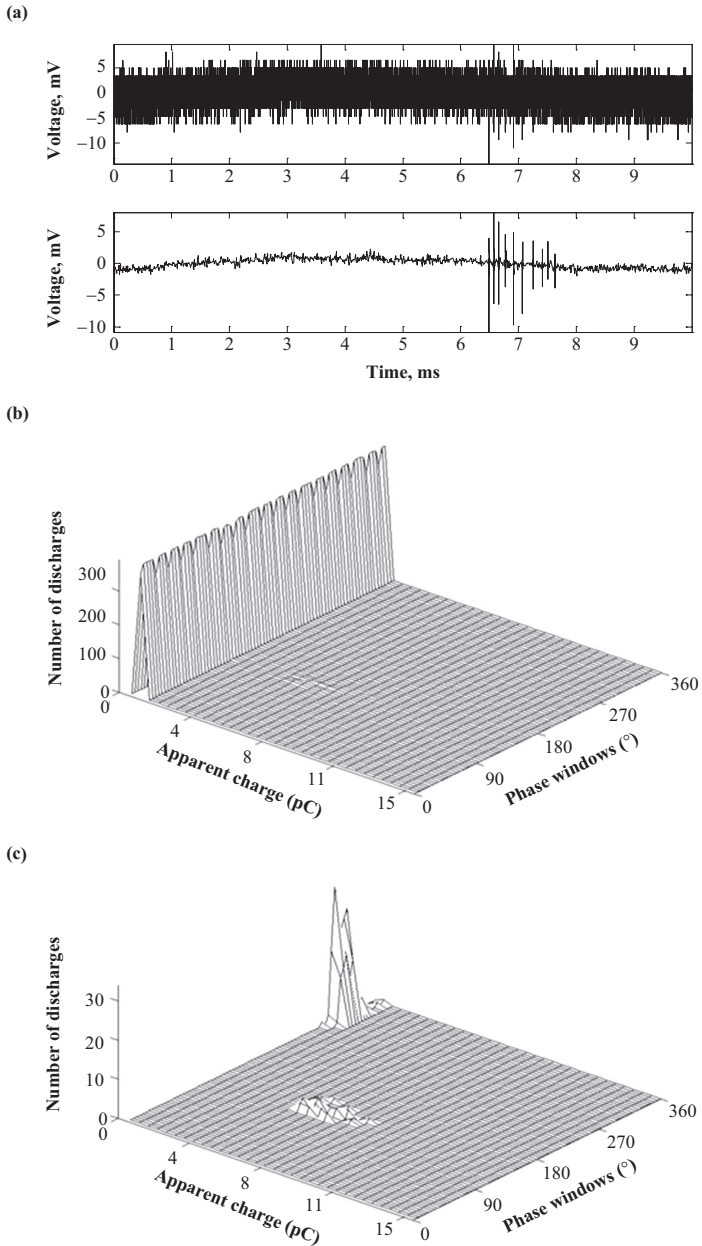 (a)
Voltage, mV
5
0
−5
−10
0 1 2 3 4 5 6 7 8 9
Voltage, mV
5
0
−5
−10
0 1 2 3 4 5 6 7 8 9
Time, ms
(b)
Number of discharges
300
200
100
0
0
4
8
11
15
Apparent charge (pC)
0
90
180
270
360
Phase windows (°)
(c)
Number of discharges
30
20
10
0
0
4
8
11
15
Apparent charge (pC)
0
90
180
270
360
Phase windows (°)